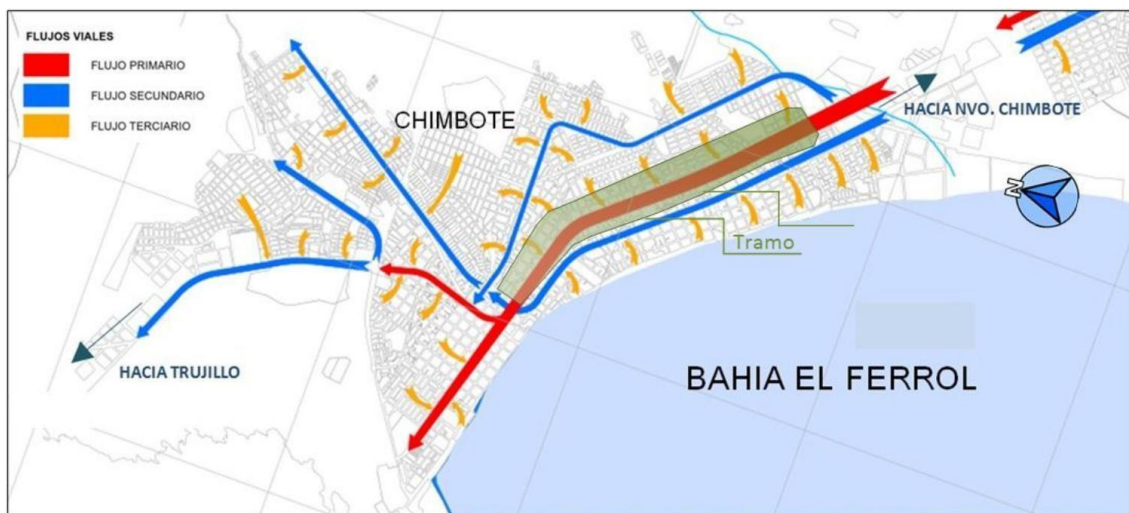 FLUJOS VIALES
FLUJO PRIMARIO
FLUJO SECUNDARIO
FLUJO TERCIARIO
CHIMBOTE
HACIA NVO. CHIMBOTE
N
Tramo
HACIA TRUJILLO
BAHIA EL FERROL